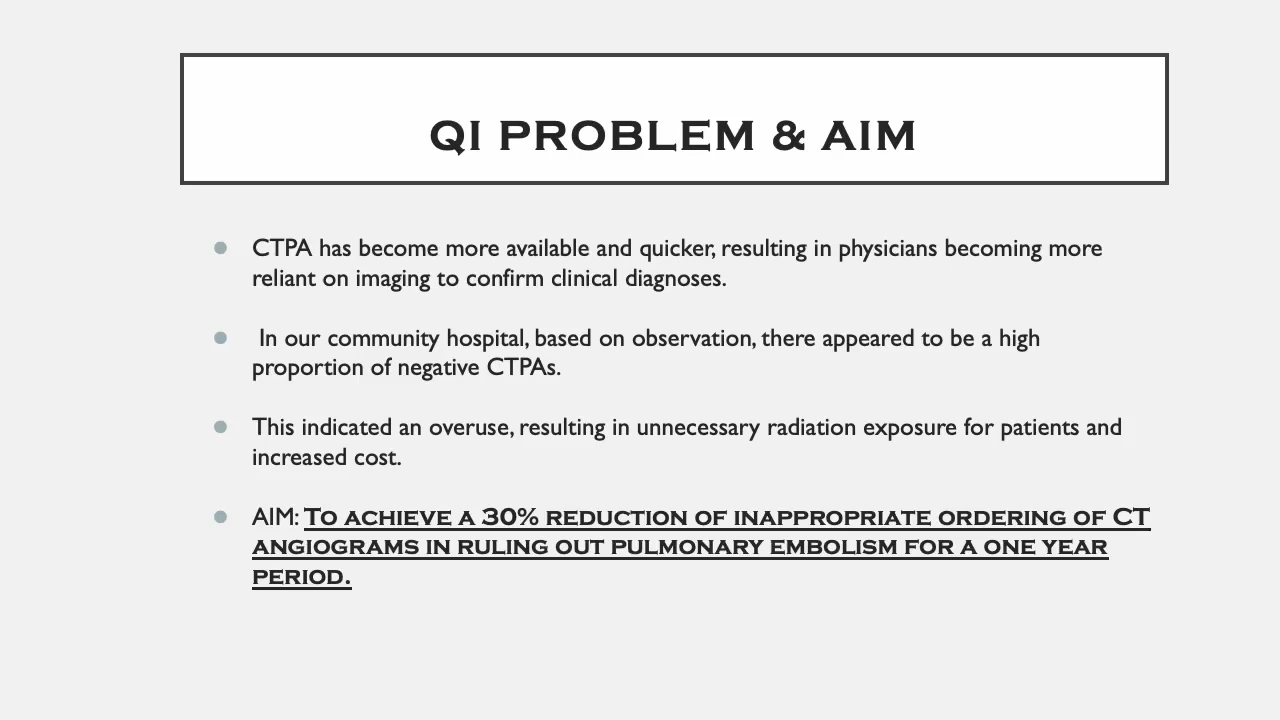 QI PROBLEM & AIM
CTPA has become more available and quicker, resulting in physicians becoming more
reliant on imaging to confirm clinical diagnoses.
In our community hospital, based on observation, there appeared to be a high
proportion of negative CTPAs.
This indicated an overuse, resulting in unnecessary radiation exposure for patients and
increased cost.
AIM: To achieve a 30% reduction of inappropriate ordering of CT
angiograms in ruling out pulmonary embolism for a one year
period.